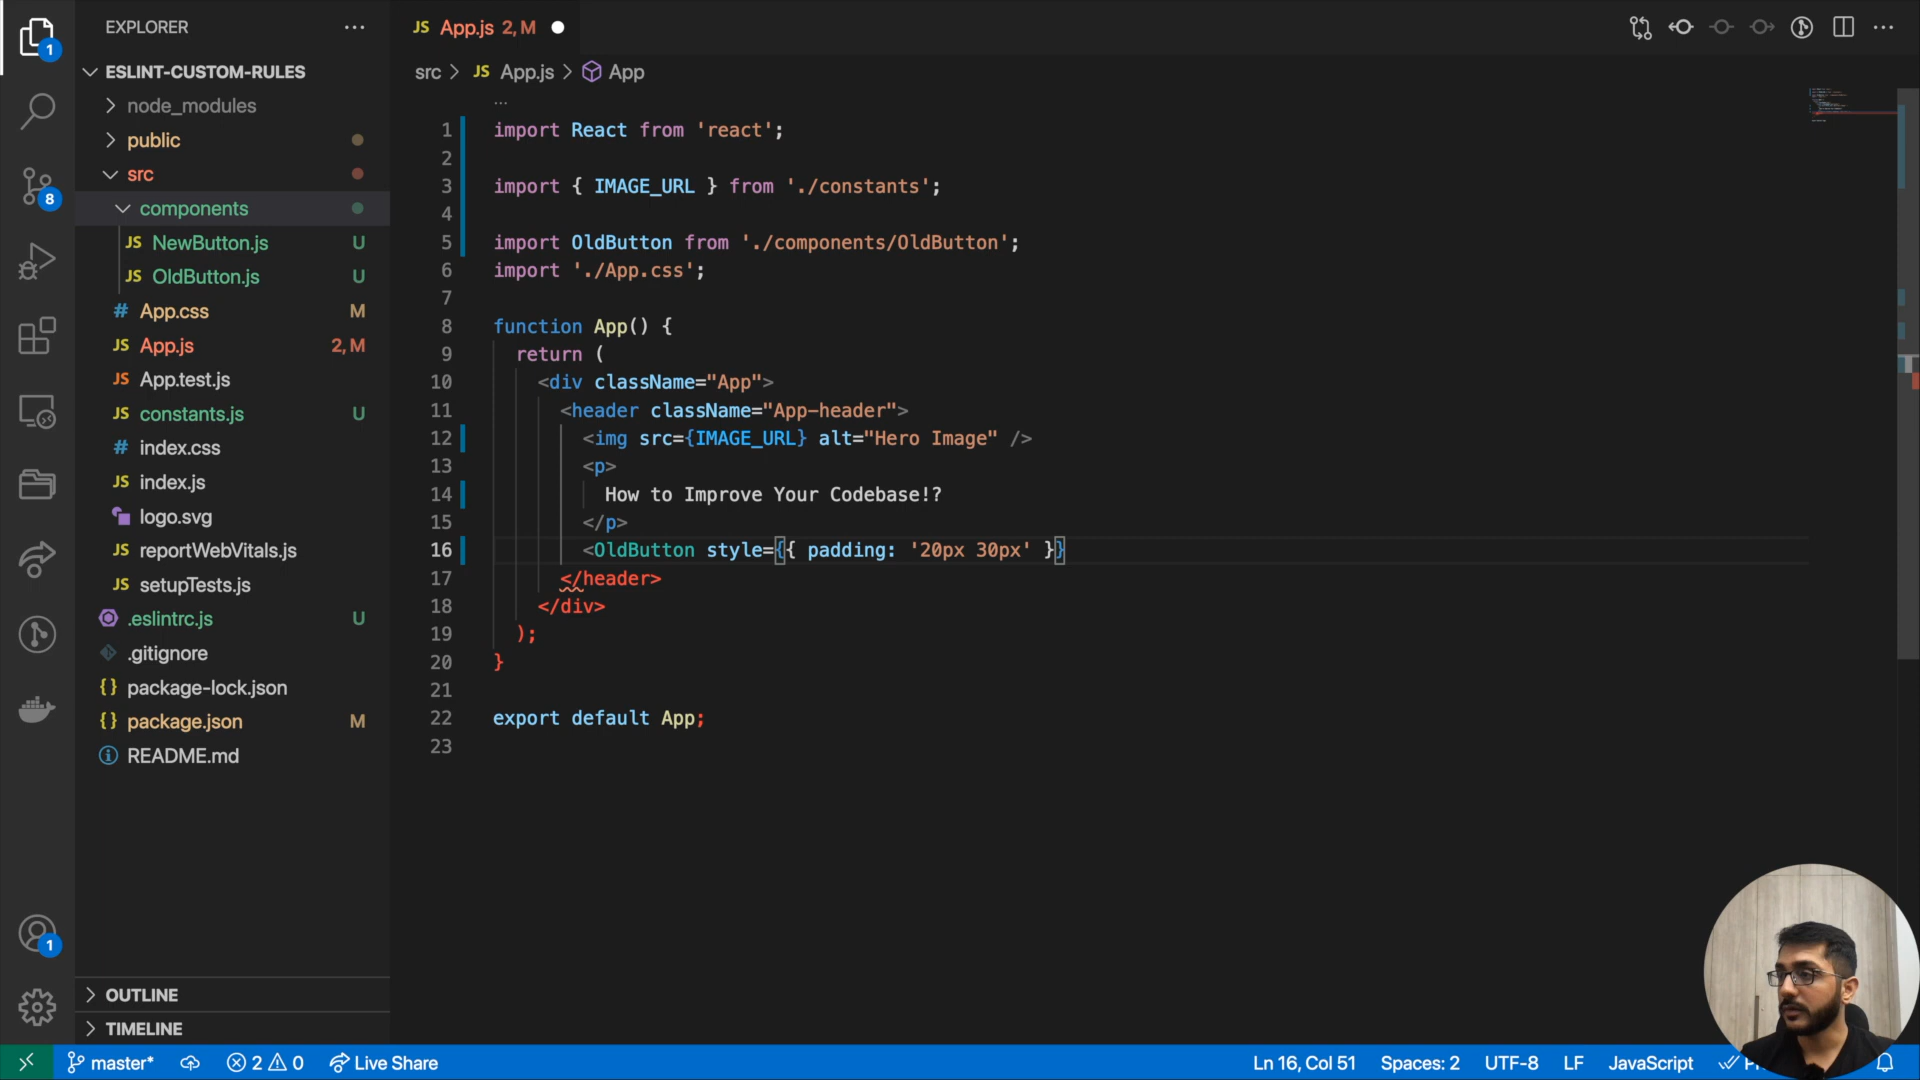 EXPLORER
JS App.js 2, M
1
ESLINT-CUSTOM-RULES
src > JS App.js > App
node_modules
public
src
components
JS NewButton.js U
JS OldButton.js U
# App.css M
JS App.js 2, M
JS App.test.js
JS constants.js U
# index.css
JS index.js
logo.svg
JS reportWebVitals.js
JS setupTests.js
.eslintrc.js U
.gitignore
{} package-lock.json
{} package.json M
README.md
OUTLINE
TIMELINE
8
1
...
1 import React from 'react';
2
3 import { IMAGE_URL } from './constants';
4
5 import OldButton from './components/OldButton';
6 import './App.css';
7
8 function App() {
9 return (
10 <div className="App">
11 <header className="App-header">
12 <img src={IMAGE_URL} alt="Hero Image" />
13 <p>
14 How to Improve Your Codebase!?
15 </p>
16 <OldButton style={{ padding: '20px 30px' }}
17 </header>
18 </div>
19 );
20 }
21
22 export default App;
23
master* 2 0 Live Share
Ln 16, Col 51 Spaces: 2 UTF-8 LF JavaScript